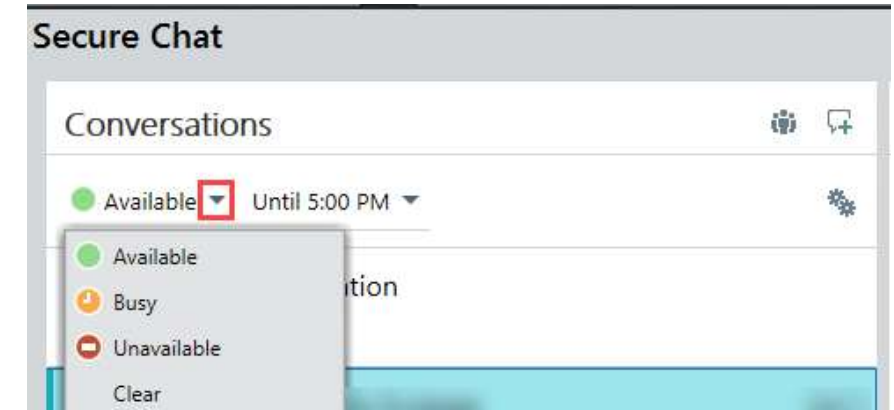 Secure Chat
Conversations
Available Until 5:00 PM
Available
Busy
Unavailable
Clear